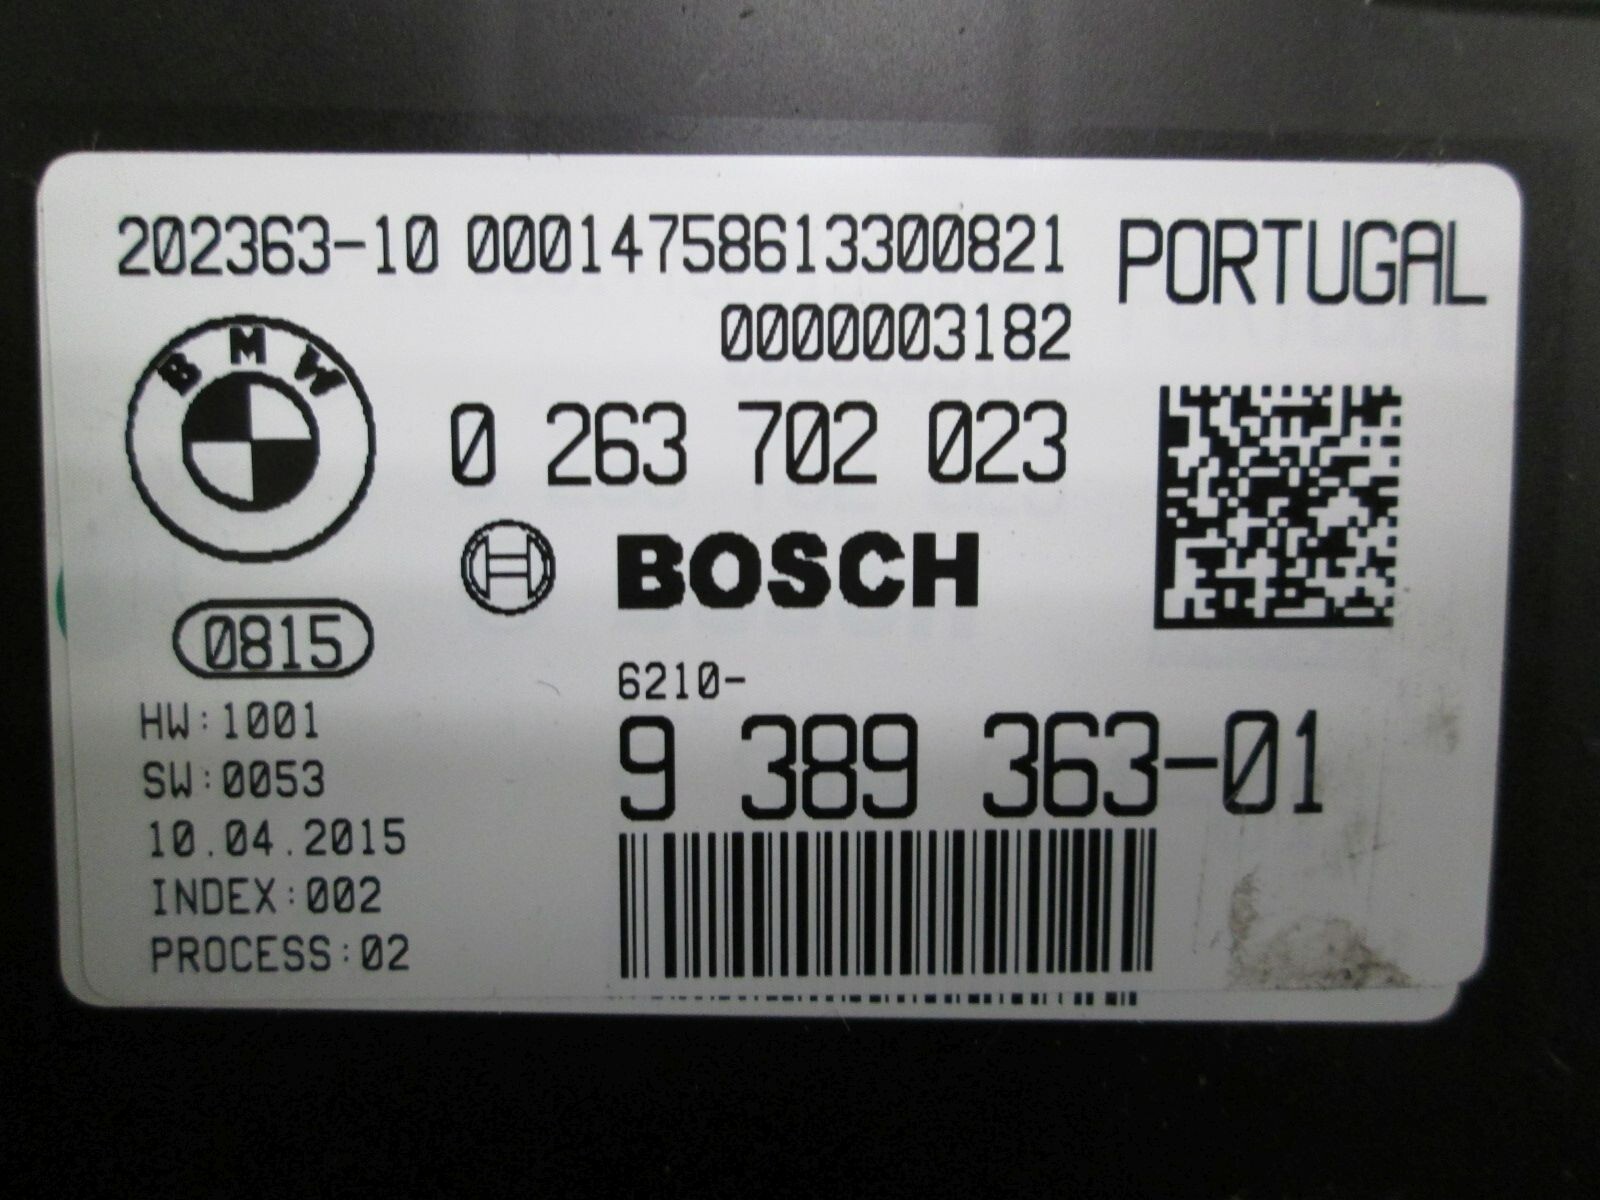 202363-10 00014758613300821 PORTUGAL
0000003182
BMW
0 263 702 023
BOSCH
0815
6210-
9 389 363-01
HW:1001
SW:0053
10.04.2015
INDEX:002
PROCESS:02